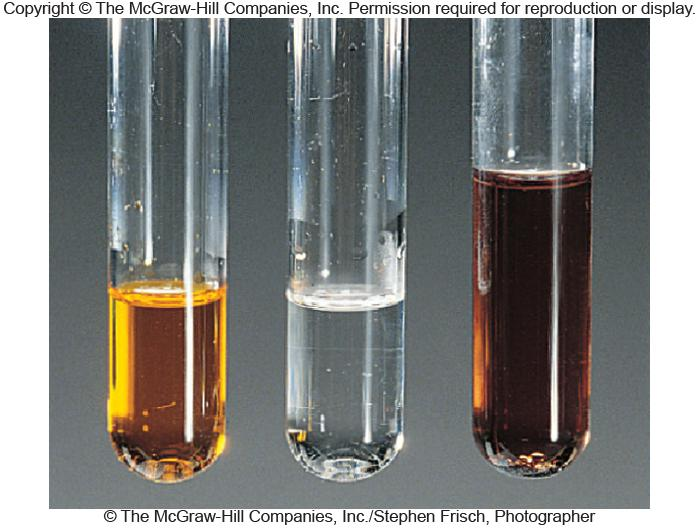 Copyright © The McGraw-Hill Companies, Inc. Permission required for reproduction or display.
© The McGraw-Hill Companies, Inc./Stephen Frisch, Photographer